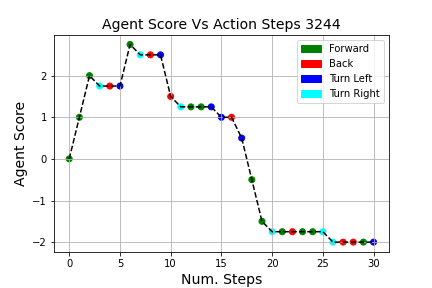 Agent Score Vs Action Steps 3244
Forward
Back
Turn Left
Turn Right
2
1
0
−1
−2
Agent Score
0 5 10 15 20 25 30
Num. Steps